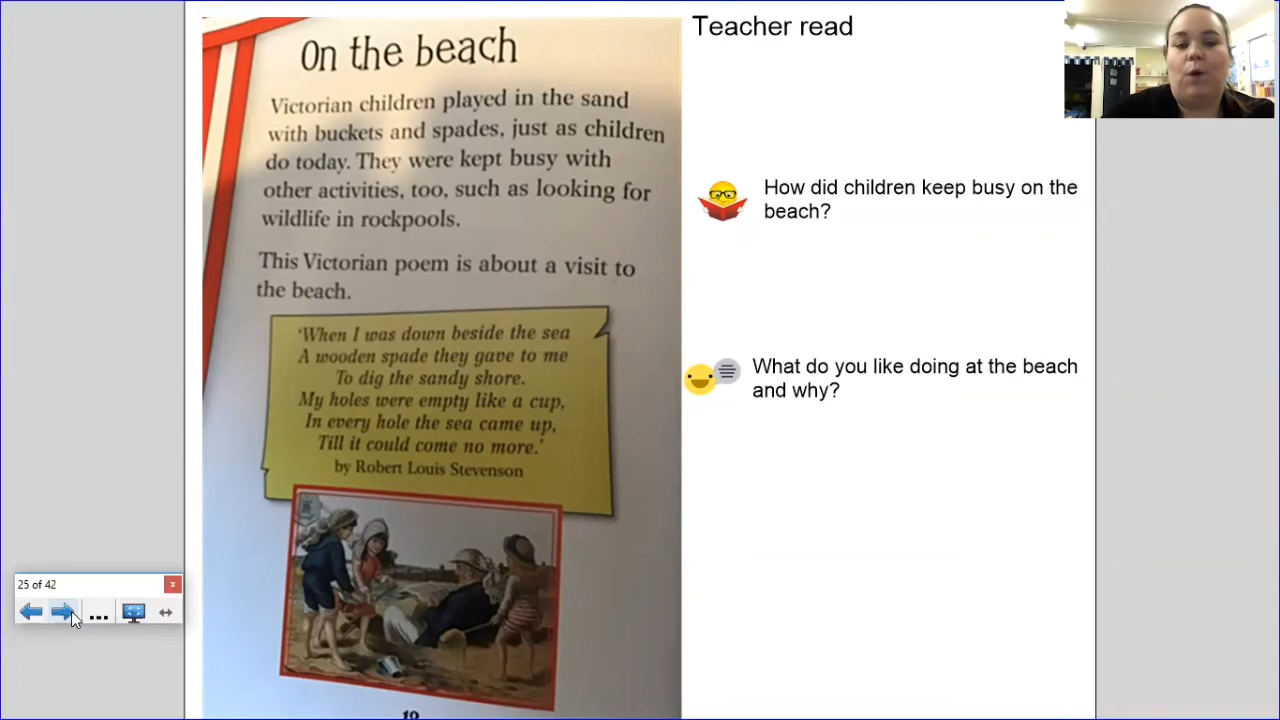 On the beach
Victorian children played in the sand
with buckets and spades, just as children
do today. They were kept busy with
other activities, too, such as looking for
wildlife in rockpools.
This Victorian poem is about a visit to
the beach.
'When I was down beside the sea
A wooden spade they gave to me
To dig the sandy shore.
My holes were empty like a cup,
In every hole the sea came up,
Till it could come no more.'
by Robert Louis Stevenson
Teacher read
How did children keep busy on the
beach?
What do you like doing at the beach
and why?
25 of 42